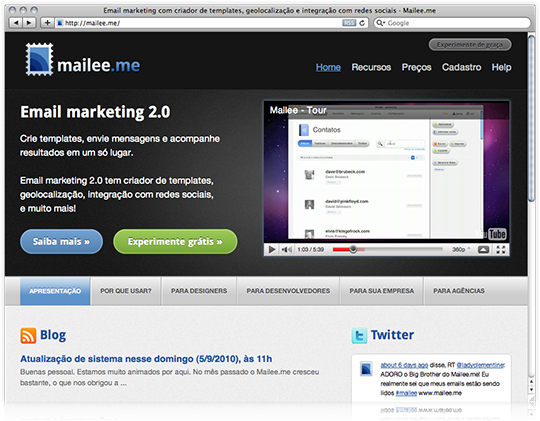 Email marketing com criador de templates, geolocalização e integração com redes sociais - Mailee.me
http://mailee.me/
RSS
Google
Experimente de graça
mailee.me
Home Recursos Preços Cadastro Help
Email marketing 2.0
Crie templates, envie mensagens e acompanhe
resultados em um só lugar.
Email marketing 2.0 tem criador de templates,
geolocalização, integração com redes sociais,
e muito mais!
Saiba mais »
Experimente grátis »
Mailee - Tour
Contatos
dave@brubeck.com
david@pinkfloyd.com
1:03 / 5:39
360p
APRESENTAÇÃO
POR QUE USAR?
PARA DESIGNERS
PARA DESENVOLVEDORES
PARA SUA EMPRESA
PARA AGÊNCIAS
Blog
Atualização de sistema nesse domingo (5/9/2010), às 11h
Buenas pessoal. Estamos muito animados por aqui. No mês passado o Mailee.me cresceu
bastante, o que nos obrigou a ...
Twitter
about 6 days ago disse, RT @ladyclementine:
ADORO o Big Brother do Mailee.me! Eu
realmente sei que meus emails estão sendo
lidos #mailee www.mailee.me